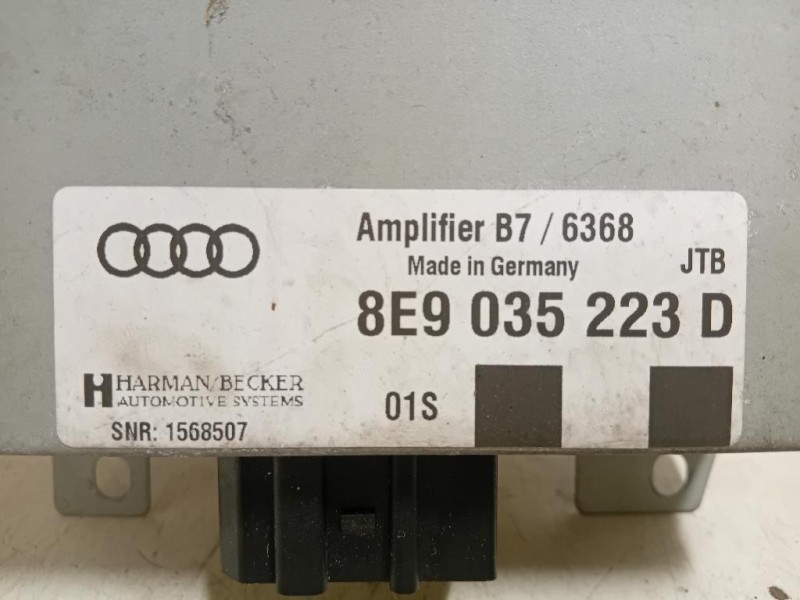 Amplifier B7 / 6368
Made in Germany
JTB
8E9 035 223 D
HARMAN/BECKER
AUTOMOTIVE SYSTEMS
01S
SNR: 1568507